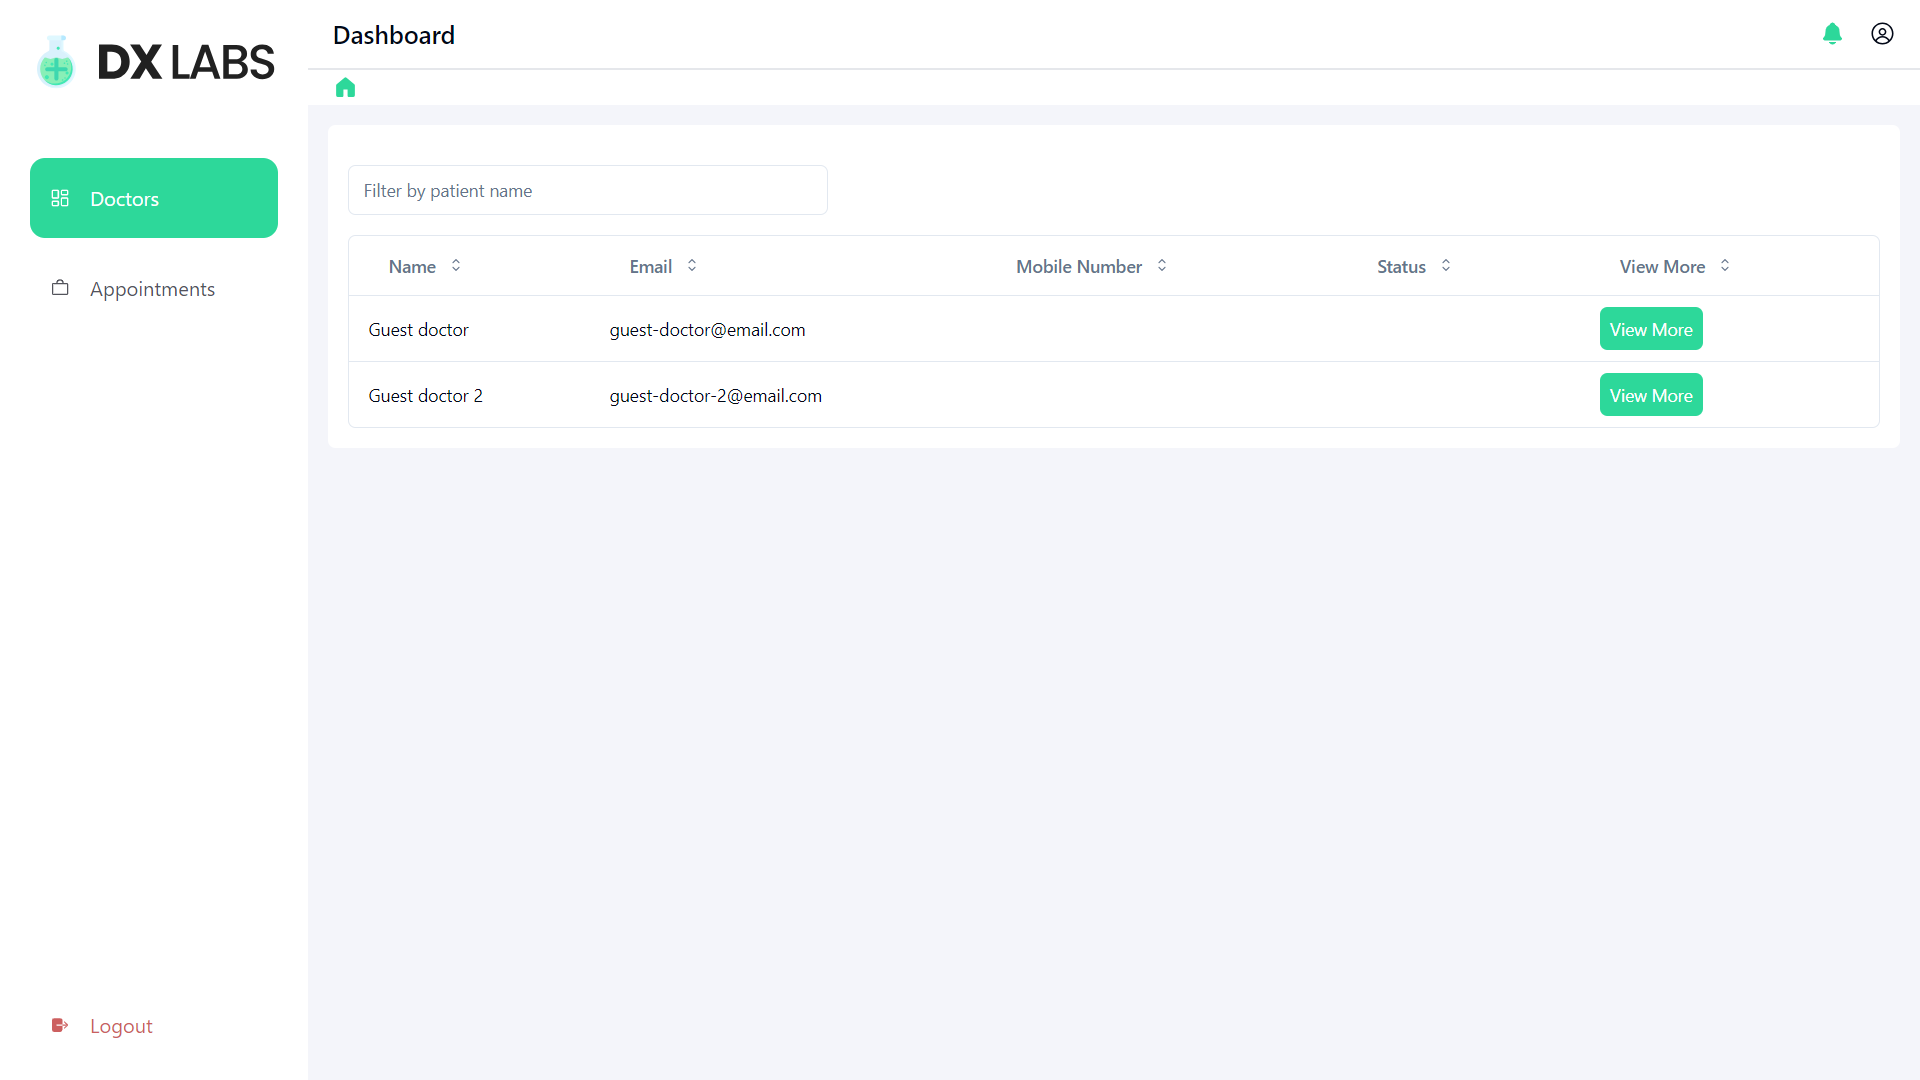 DX LABS
Dashboard
Doctors
Appointments
Logout
Filter by patient name
Name Email Mobile Number Status View More
Guest doctor guest-doctor@email.com View More
Guest doctor 2 guest-doctor-2@email.com View More